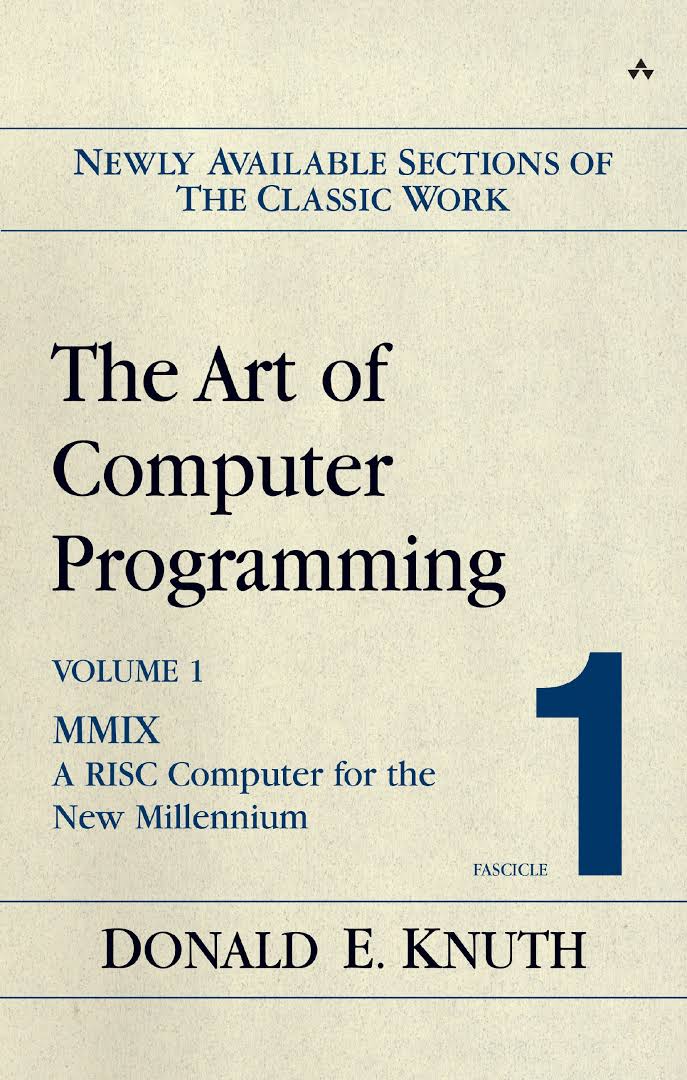 NEWLY AVAILABLE SECTIONS OF
THE CLASSIC WORK
The Art of
Computer
Programming
VOLUME 1
MMIX
A RISC Computer for the
New Millennium
FASCICLE 1
DONALD E. KNUTH